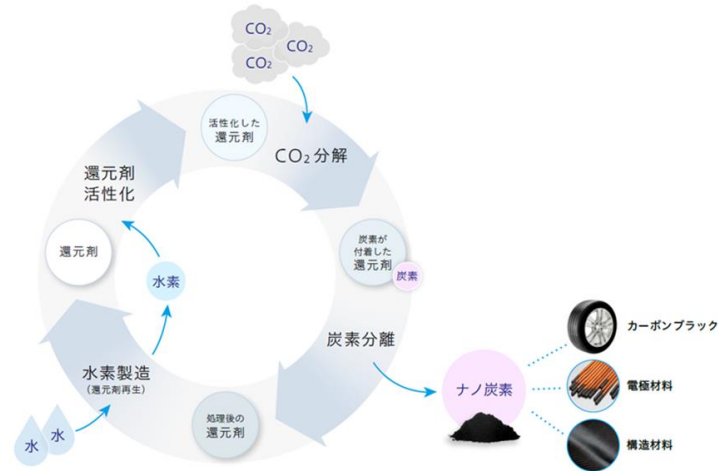 CO₂
CO₂
CO₂
活性化した
還元剤
CO₂分解
還元剤
活性化
炭素が
付着した
還元剤
炭素
還元剤
水素
炭素分離
カーボンブラック
水素製造
(還元剤再生)
ナノ炭素
電極材料
処理後の
還元剤
水
水
構造材料